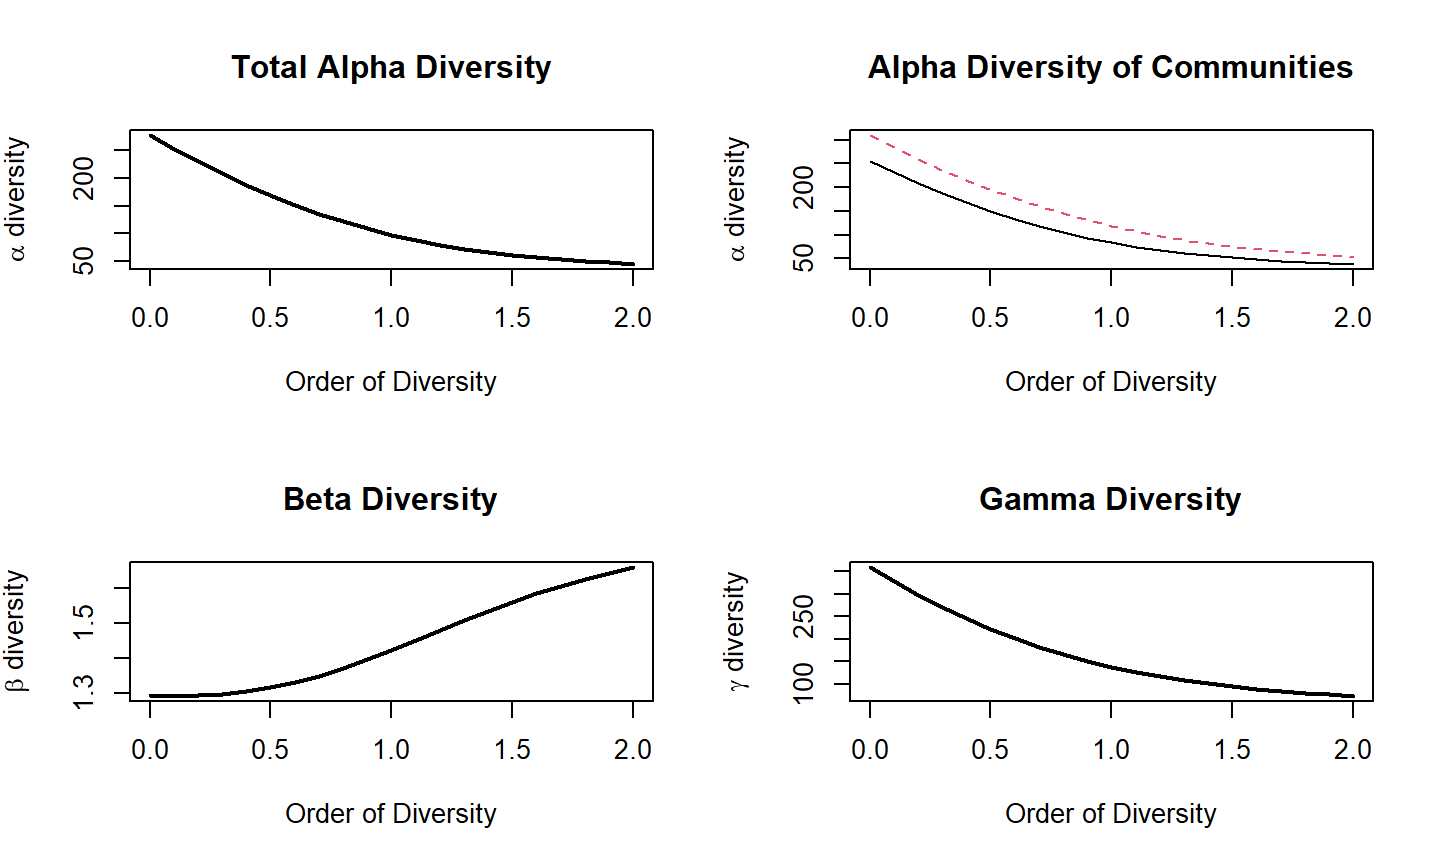 Total Alpha Diversity
α diversity
50 200
0.0 0.5 1.0 1.5 2.0
Order of Diversity
Alpha Diversity of Communities
α diversity
50 200
0.0 0.5 1.0 1.5 2.0
Order of Diversity
Beta Diversity
β diversity
1.3 1.5
0.0 0.5 1.0 1.5 2.0
Order of Diversity
Gamma Diversity
γ diversity
100 250
0.0 0.5 1.0 1.5 2.0
Order of Diversity